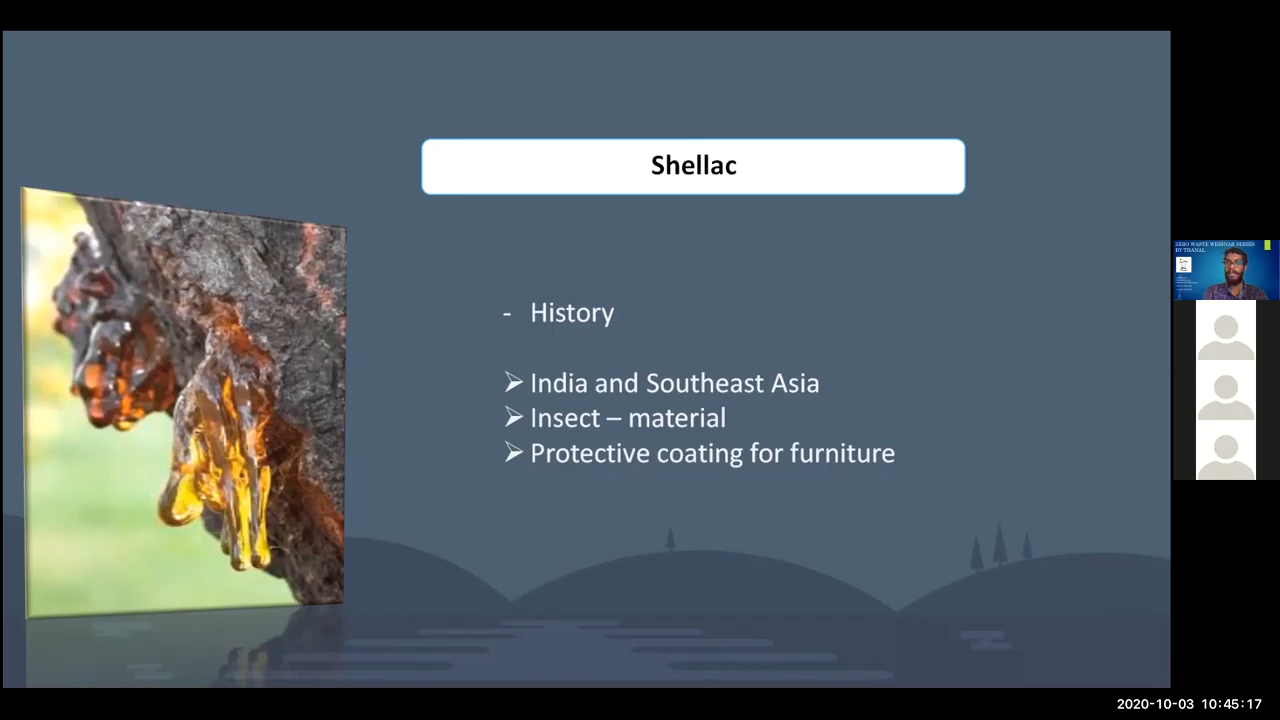 Shellac
- History
➢ India and Southeast Asia
➢ Insect – material
➢ Protective coating for furniture
ZERO WASTE WEBINAR SERIES
BY THANAL
2020-10-03 10:45:17